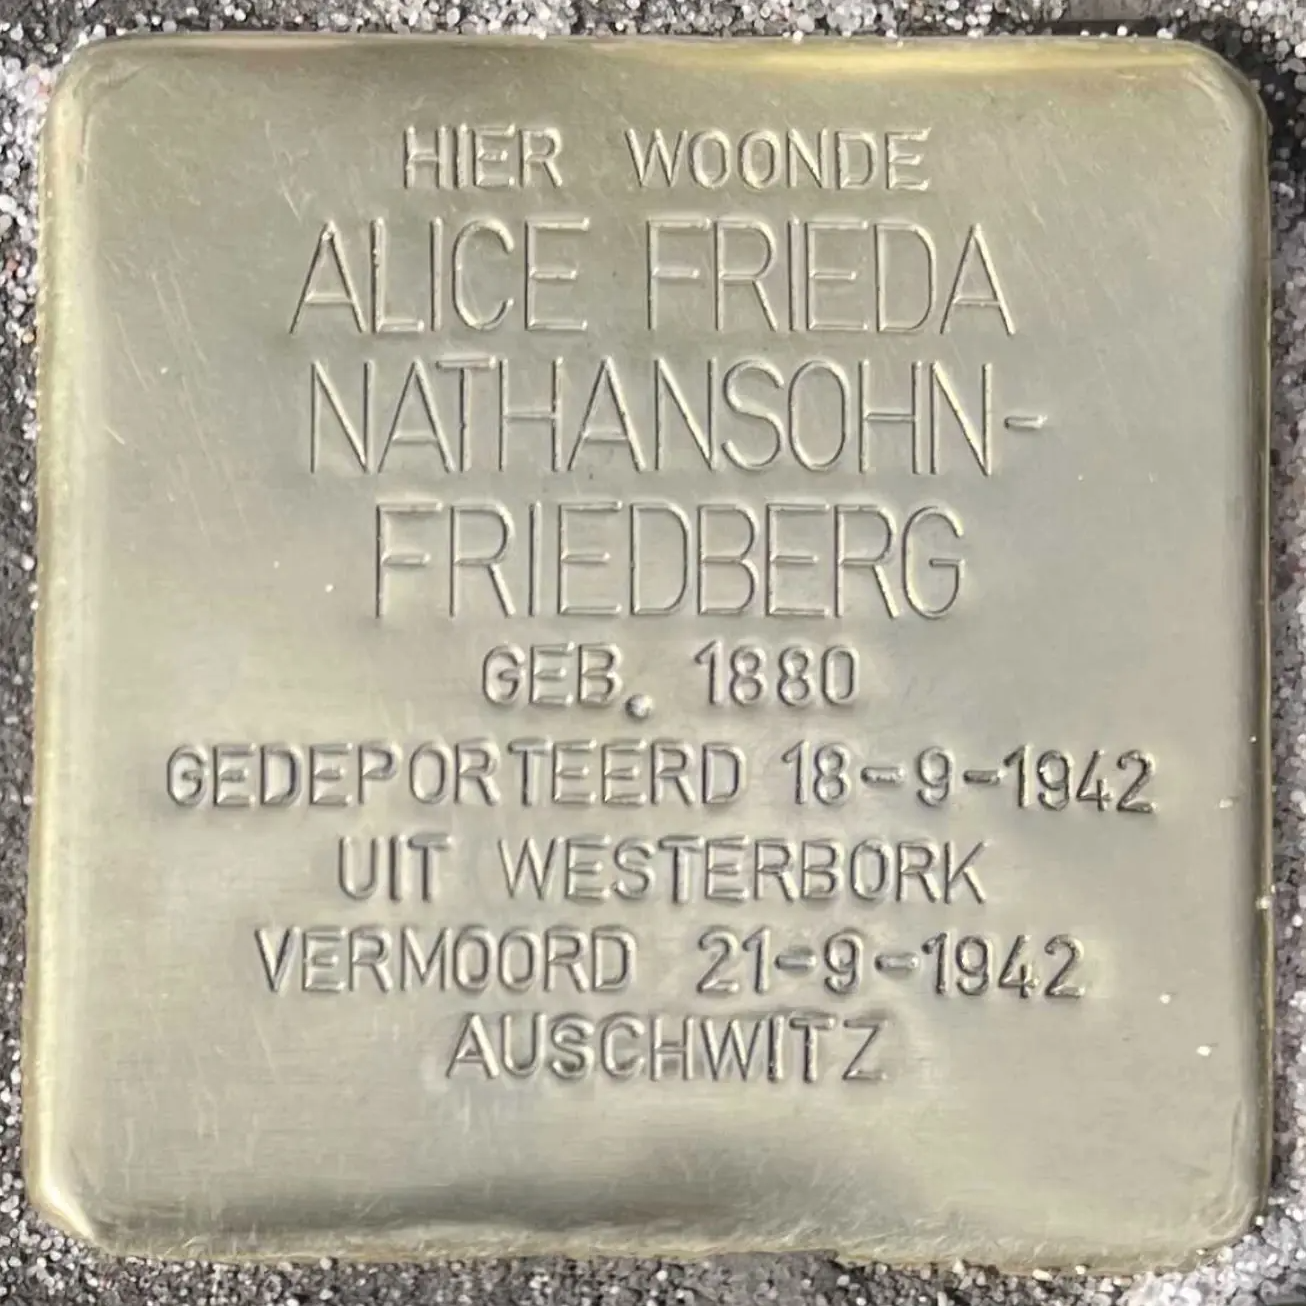 HIER WOONDE
ALICE FRIEDA
NATHANSOHN-
FRIEDBERG
GEB. 1880
GEDEPORTEERD 18-9-1942
UIT WESTERBORK
VERMOORD 21-9-1942
AUSCHWITZ